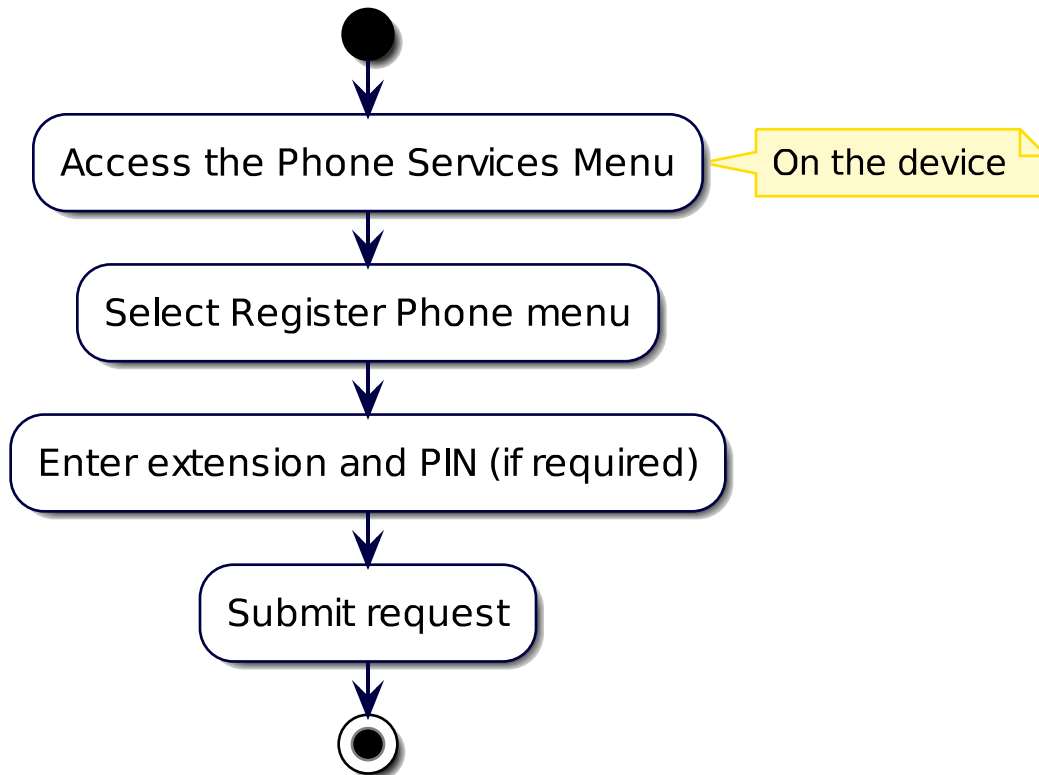 Access the Phone Services Menu
On the device
Select Register Phone menu
Enter extension and PIN (if required)
Submit request